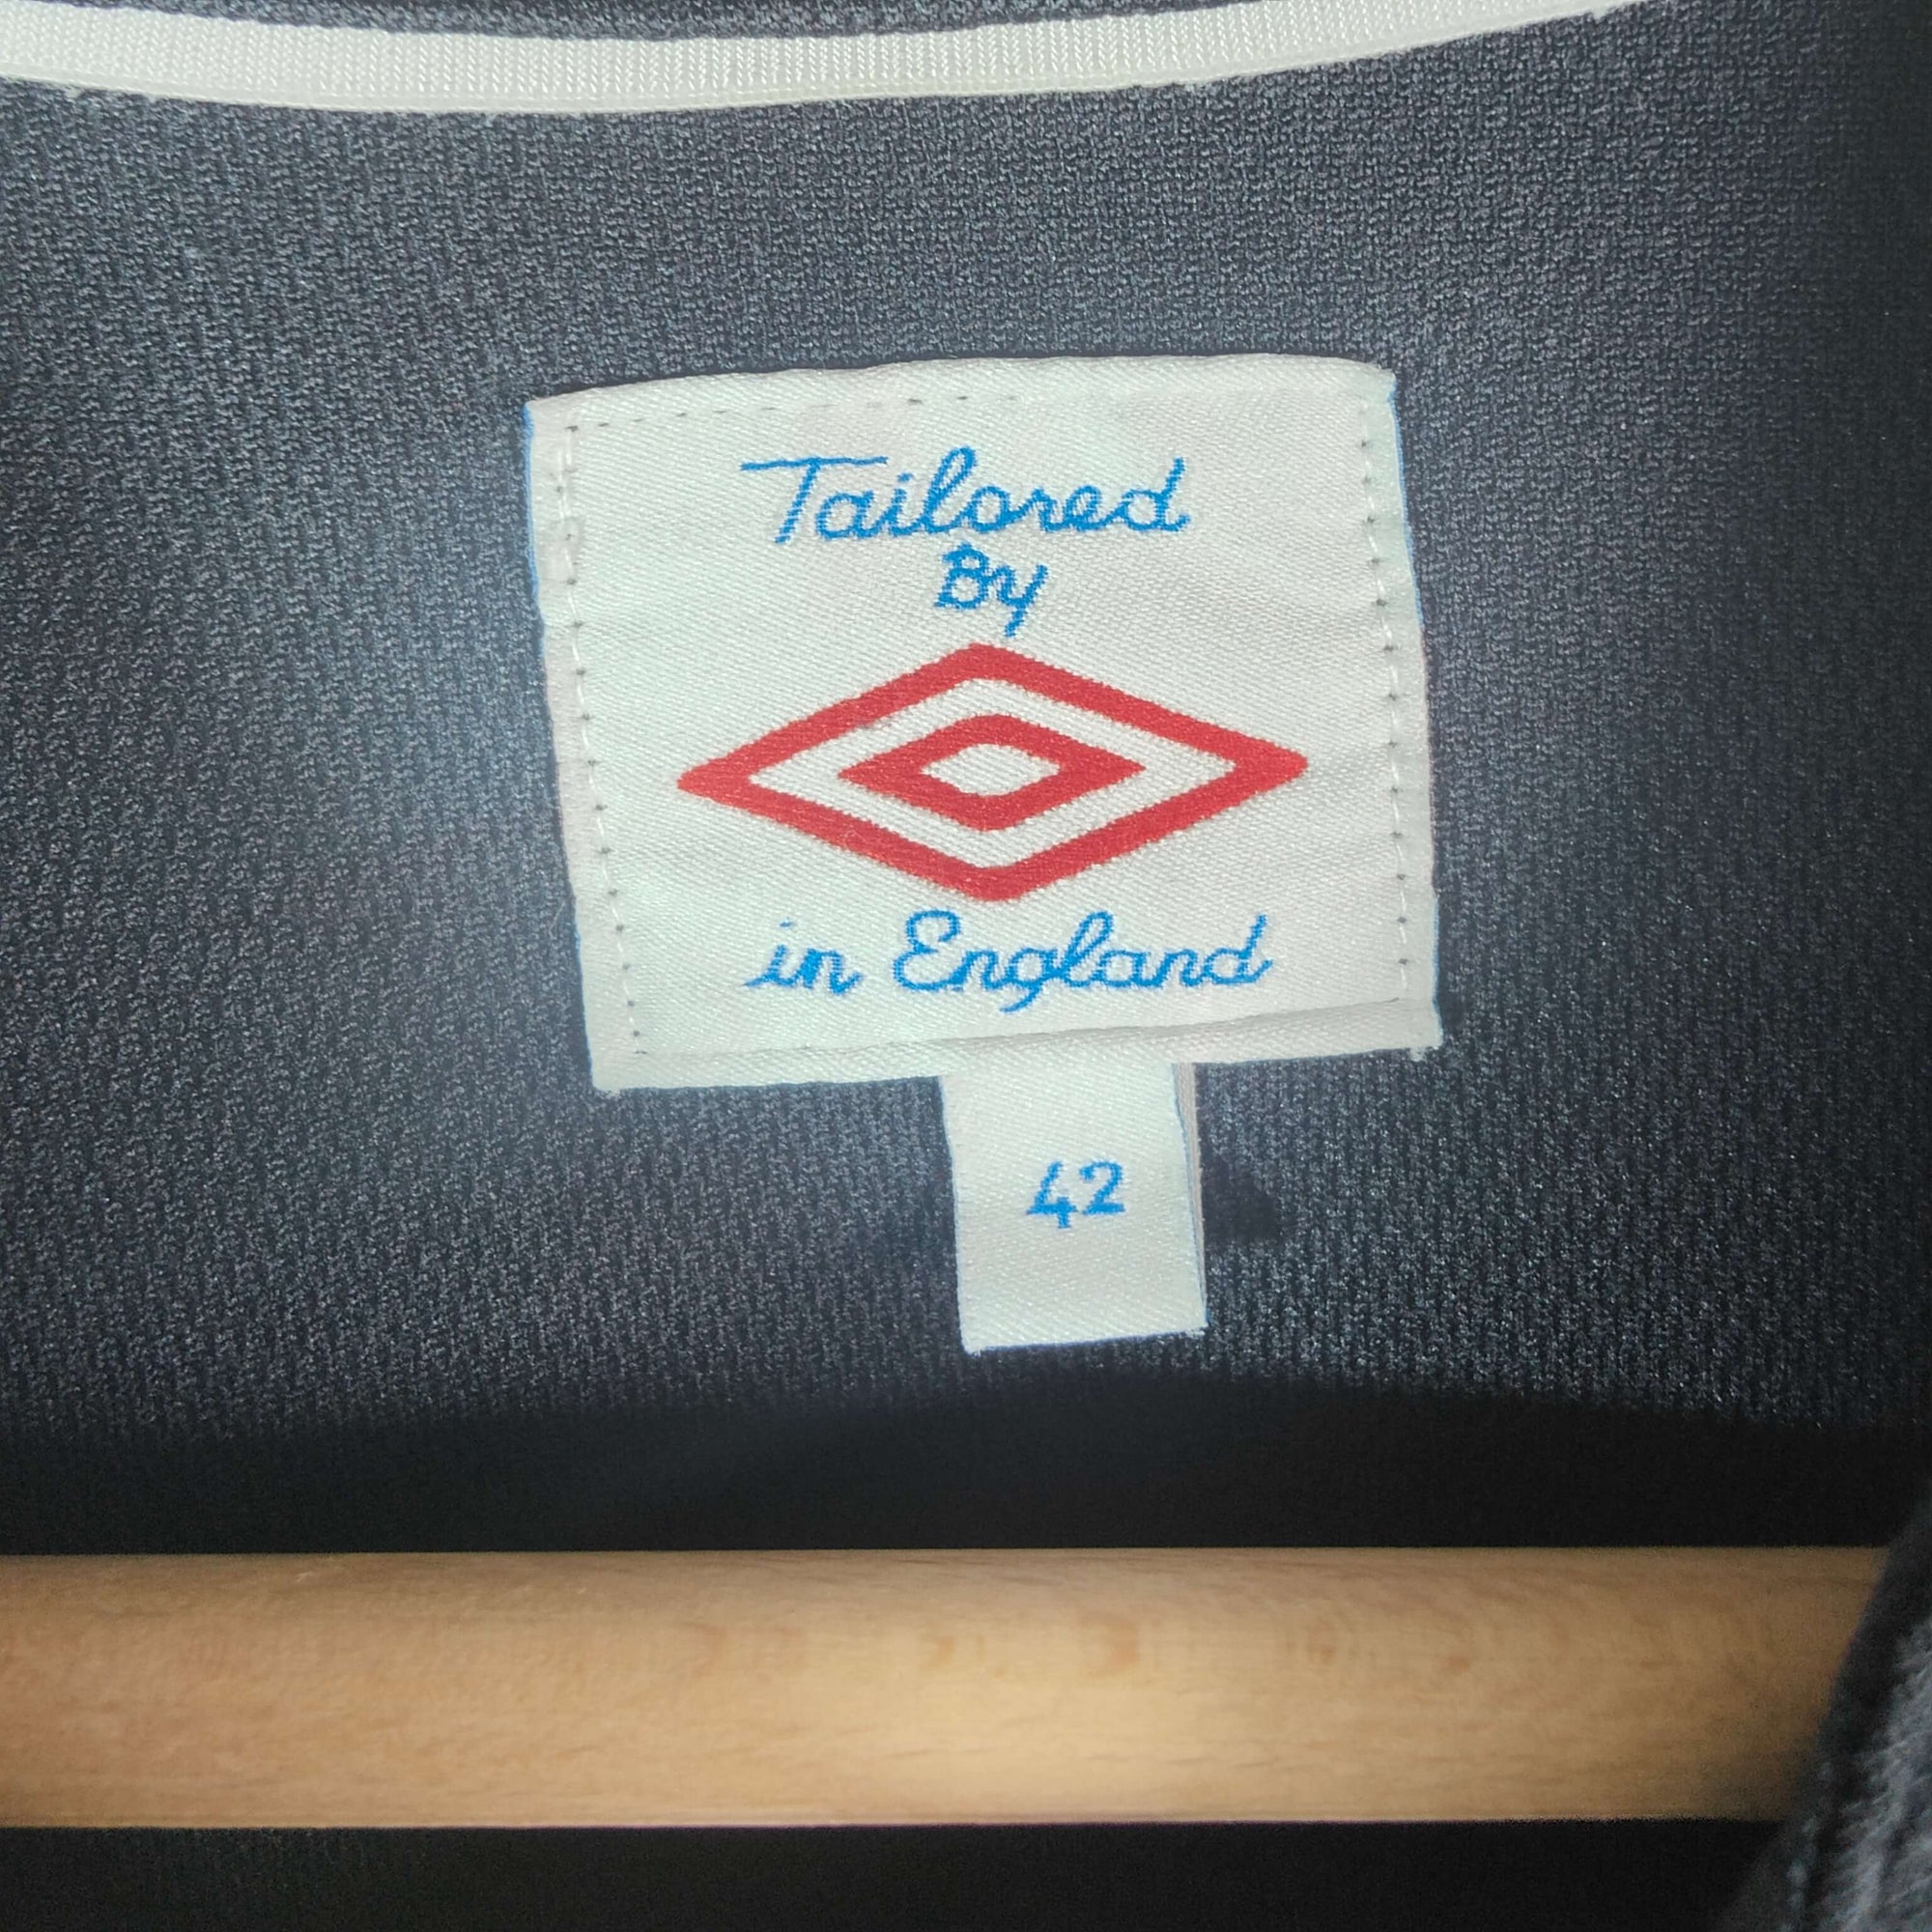 Tailored
By
in England
42